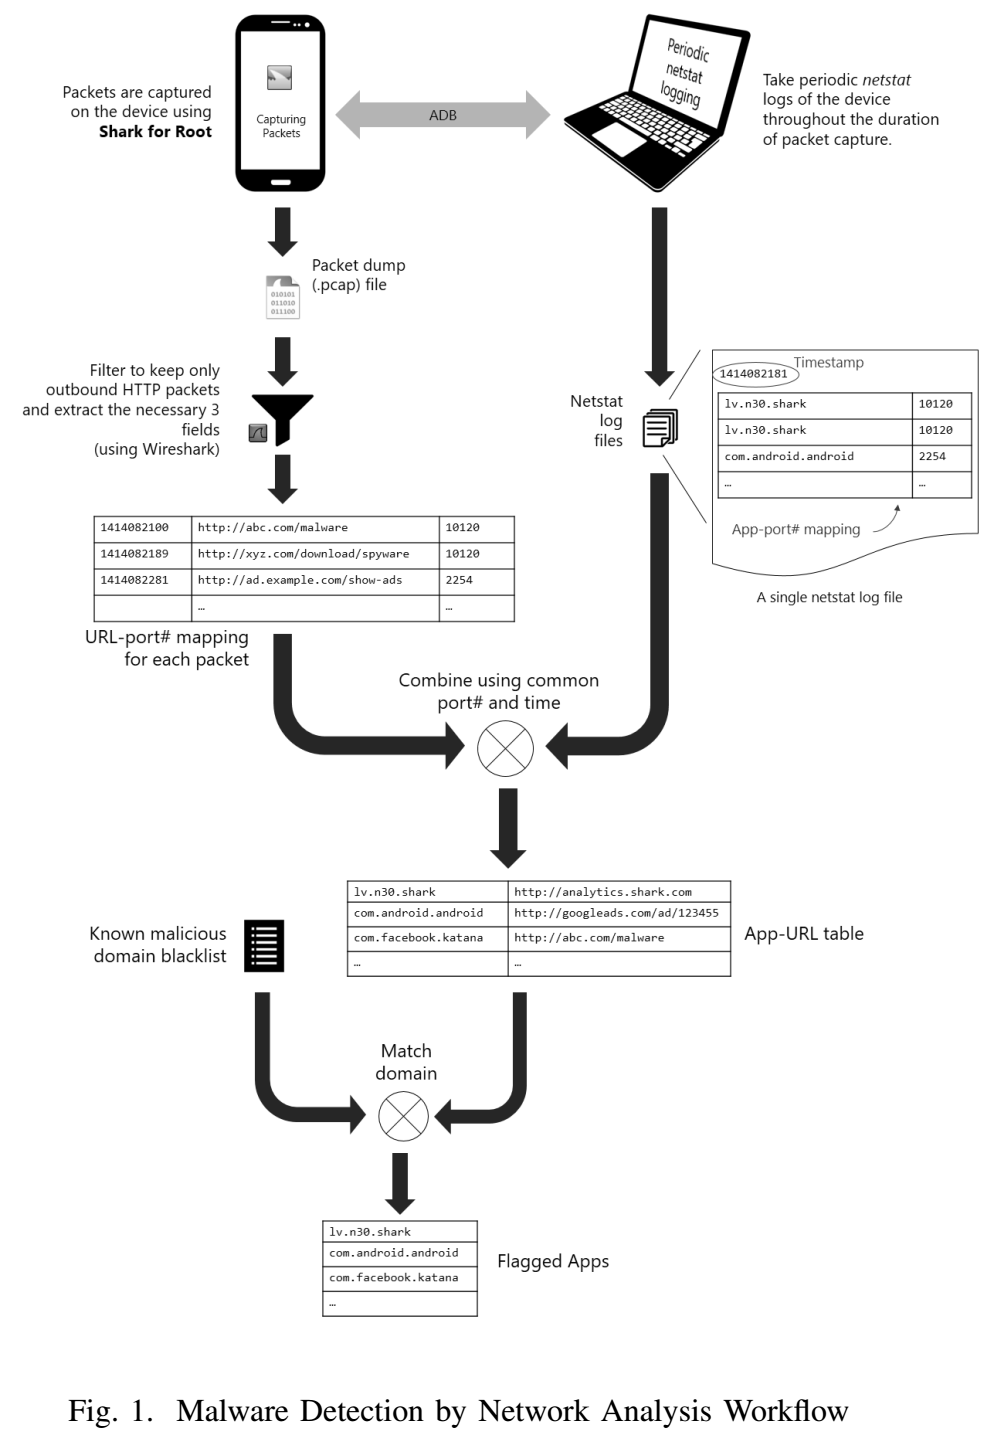 Packets are captured
on the device using
Shark for Root
Capturing
Packets
ADB
Periodic
netstat
logging
Take periodic netstat
logs of the device
throughout the duration
of packet capture.
Packet dump
(.pcap) file
010101
011010
011100
Filter to keep only
outbound HTTP packets
and extract the necessary 3
fields
(using Wireshark)
Netstat
log
files
Timestamp
1414082181
lv.n30.shark 10120
lv.n30.shark 10120
com.android.android 2254
… …
App-port# mapping
A single netstat log file
1414082100 http://abc.com/malware 10120
1414082189 http://xyz.com/download/spyware 10120
1414082281 http://ad.example.com/show-ads 2254
… …
URL-port# mapping
for each packet
Combine using common
port# and time
lv.n30.shark http://analytics.shark.com
com.android.android http://googleads.com/ad/123455
com.facebook.katana http://abc.com/malware
… …
App-URL table
Known malicious
domain blacklist
Match
domain
lv.n30.shark
com.android.android
com.facebook.katana
…
Flagged Apps
Fig. 1. Malware Detection by Network Analysis Workflow